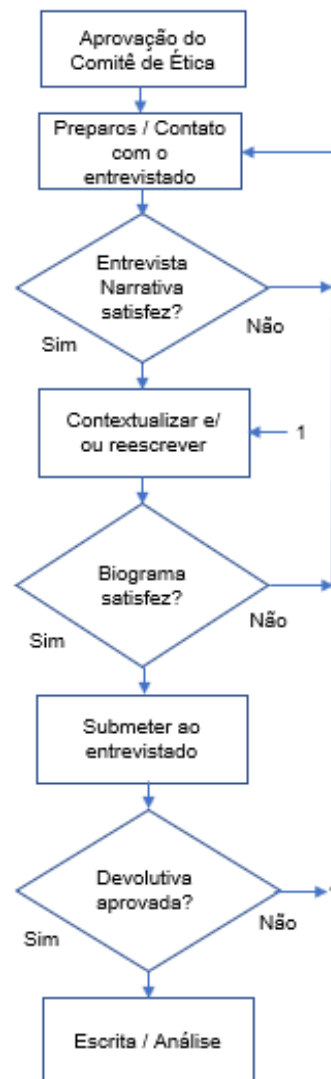 Aprovação do
Comitê de Ética
Preparos / Contato
com o
entrevistado
Entrevista
Narrativa
satisfez?
Sim
Não
Contextualizar e/
ou reescrever
1
Biograma
satisfez?
Não
Sim
Submeter ao
entrevistado
Devolutiva
aprovada?
Não
Sim
Escrita / Análise